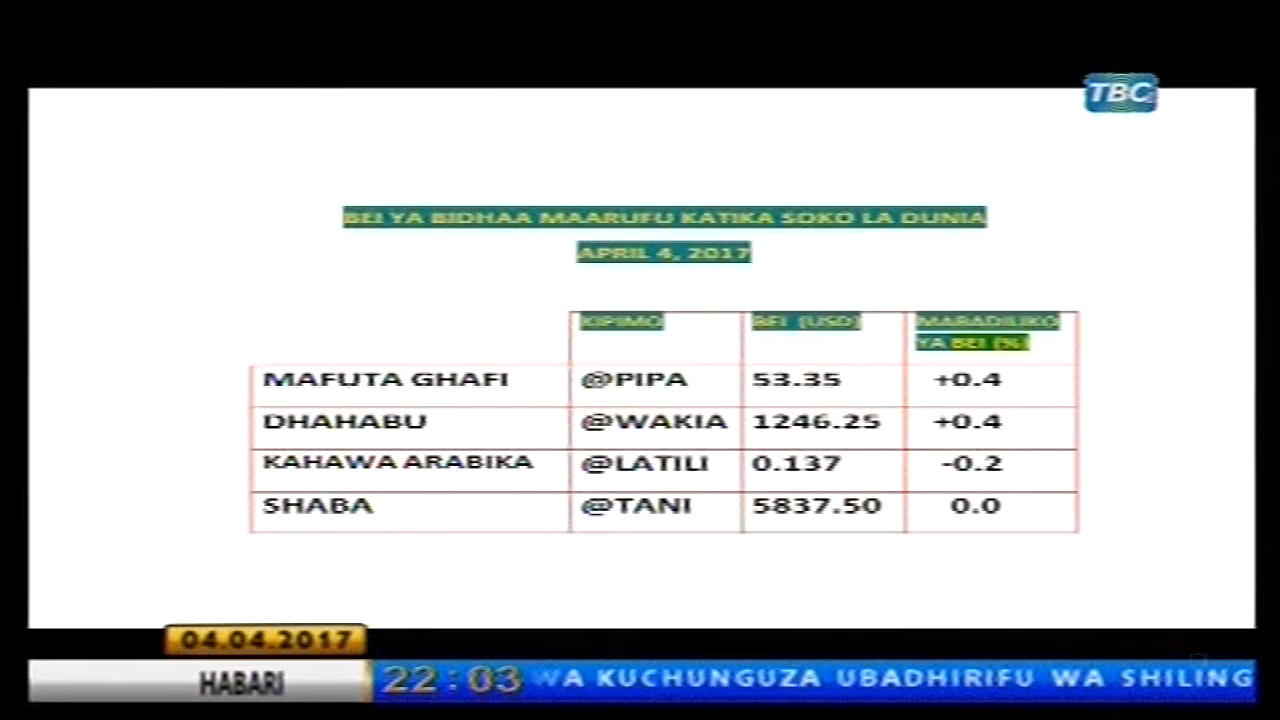 TBC
BEI YA BIDHAA MAARUFU KATIKA SOKO LA DUNIA
APRIL 4, 2017
KIPIMO BEI (USD) MABADILIKO
YA BEI (%)
MAFUTA GHAFI @PIPA 53.35 +0.4
DHAHABU @WAKIA 1246.25 +0.4
KAHAWA ARABIKA @LATILI 0.137 -0.2
SHABA @TANI 5837.50 0.0
04.04.2017
HABARI 22:03 WA KUCHUNGUZA UBADHIRIFU WA SHILING